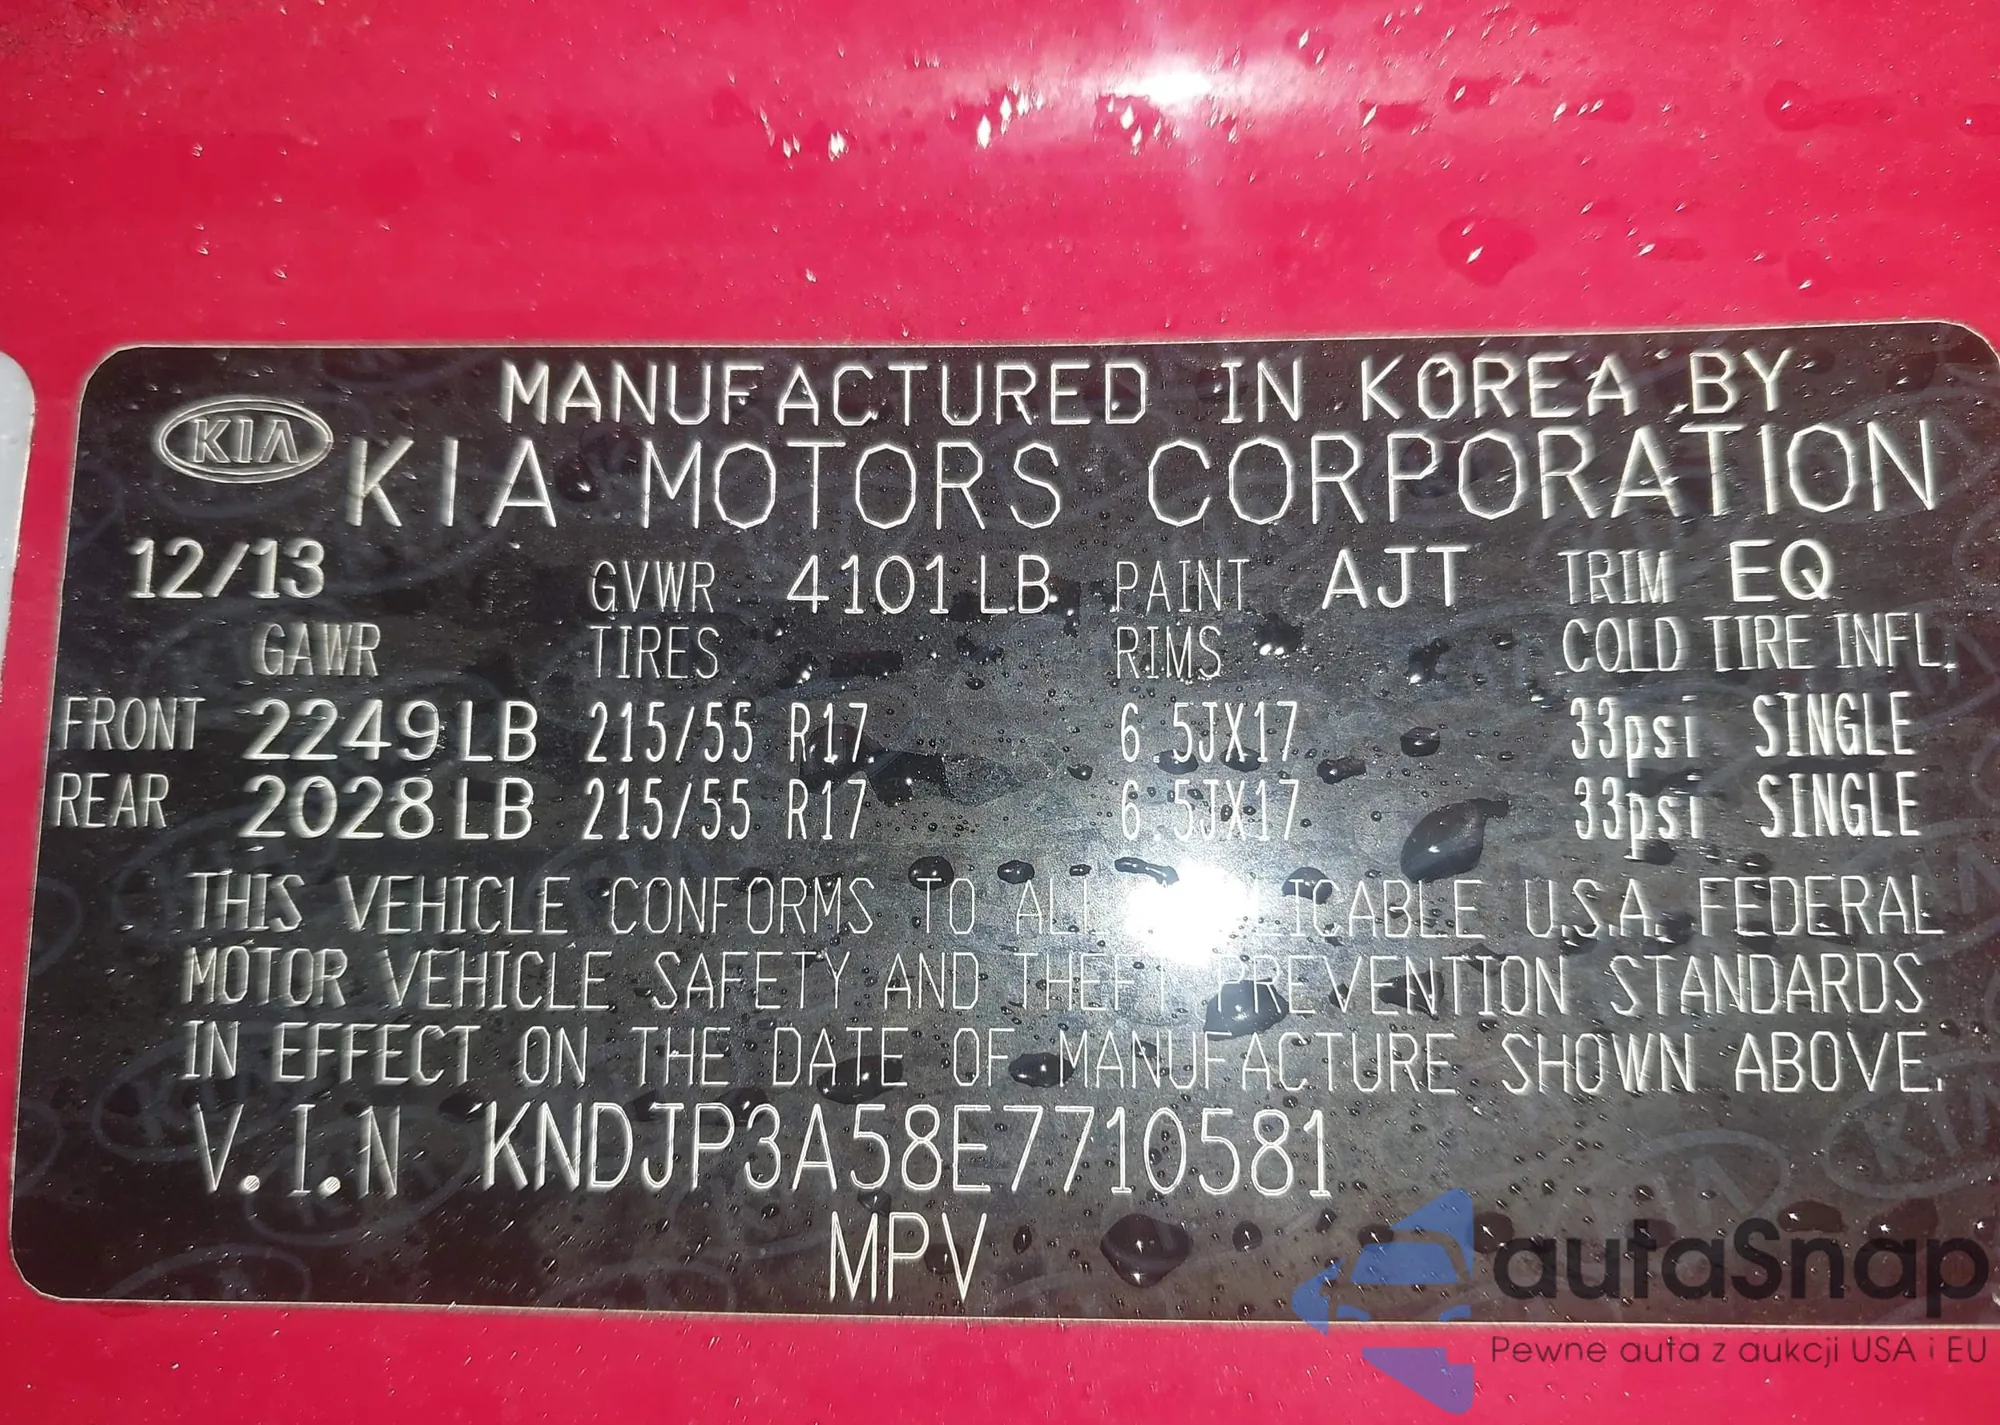 MANUFACTURED IN KOREA BY
KIA KIA MOTORS CORPORATION
12/13 GVWR 4101 LB PAINT AJT TRIM EQ
GAWR TIRES RIMS COLD TIRE INFL.
FRONT 2249 LB 215/55 R17 6.5JX17 33psi SINGLE
REAR 2028 LB 215/55 R17 6.5JX17 33psi SINGLE
THIS VEHICLE CONFORMS TO ALL APPLICABLE U.S.A. FEDERAL
MOTOR VEHICLE SAFETY AND THEFT PREVENTION STANDARDS
IN EFFECT ON THE DATE OF MANUFACTURE SHOWN ABOVE.
V.I.N KNDJP3A58E7710581
MPV
autaSnap
Pewne auta z aukcji USA i EU